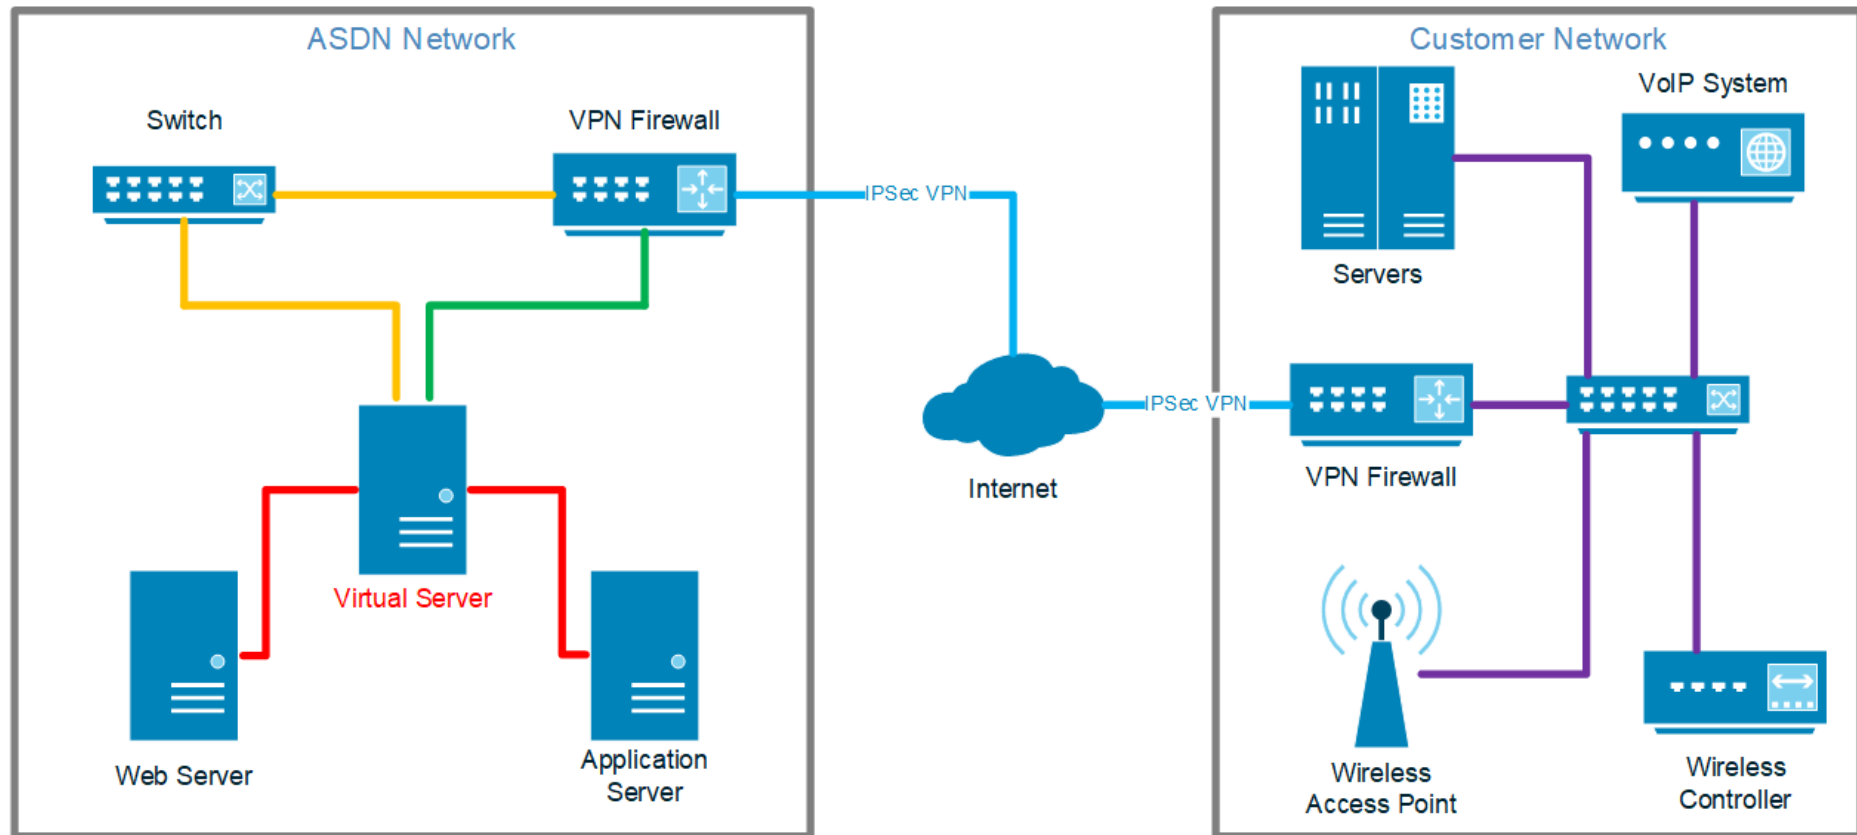 ASDN Network
Switch
VPN Firewall
Virtual Server
Web Server
Application
Server
IPSec VPN
Internet
IPSec VPN
Customer Network
Servers
VoIP System
VPN Firewall
Wireless
Access Point
Wireless
Controller